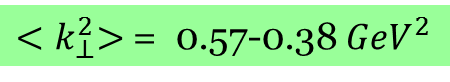 < k⊥² > = 0.57-0.38 GeV²